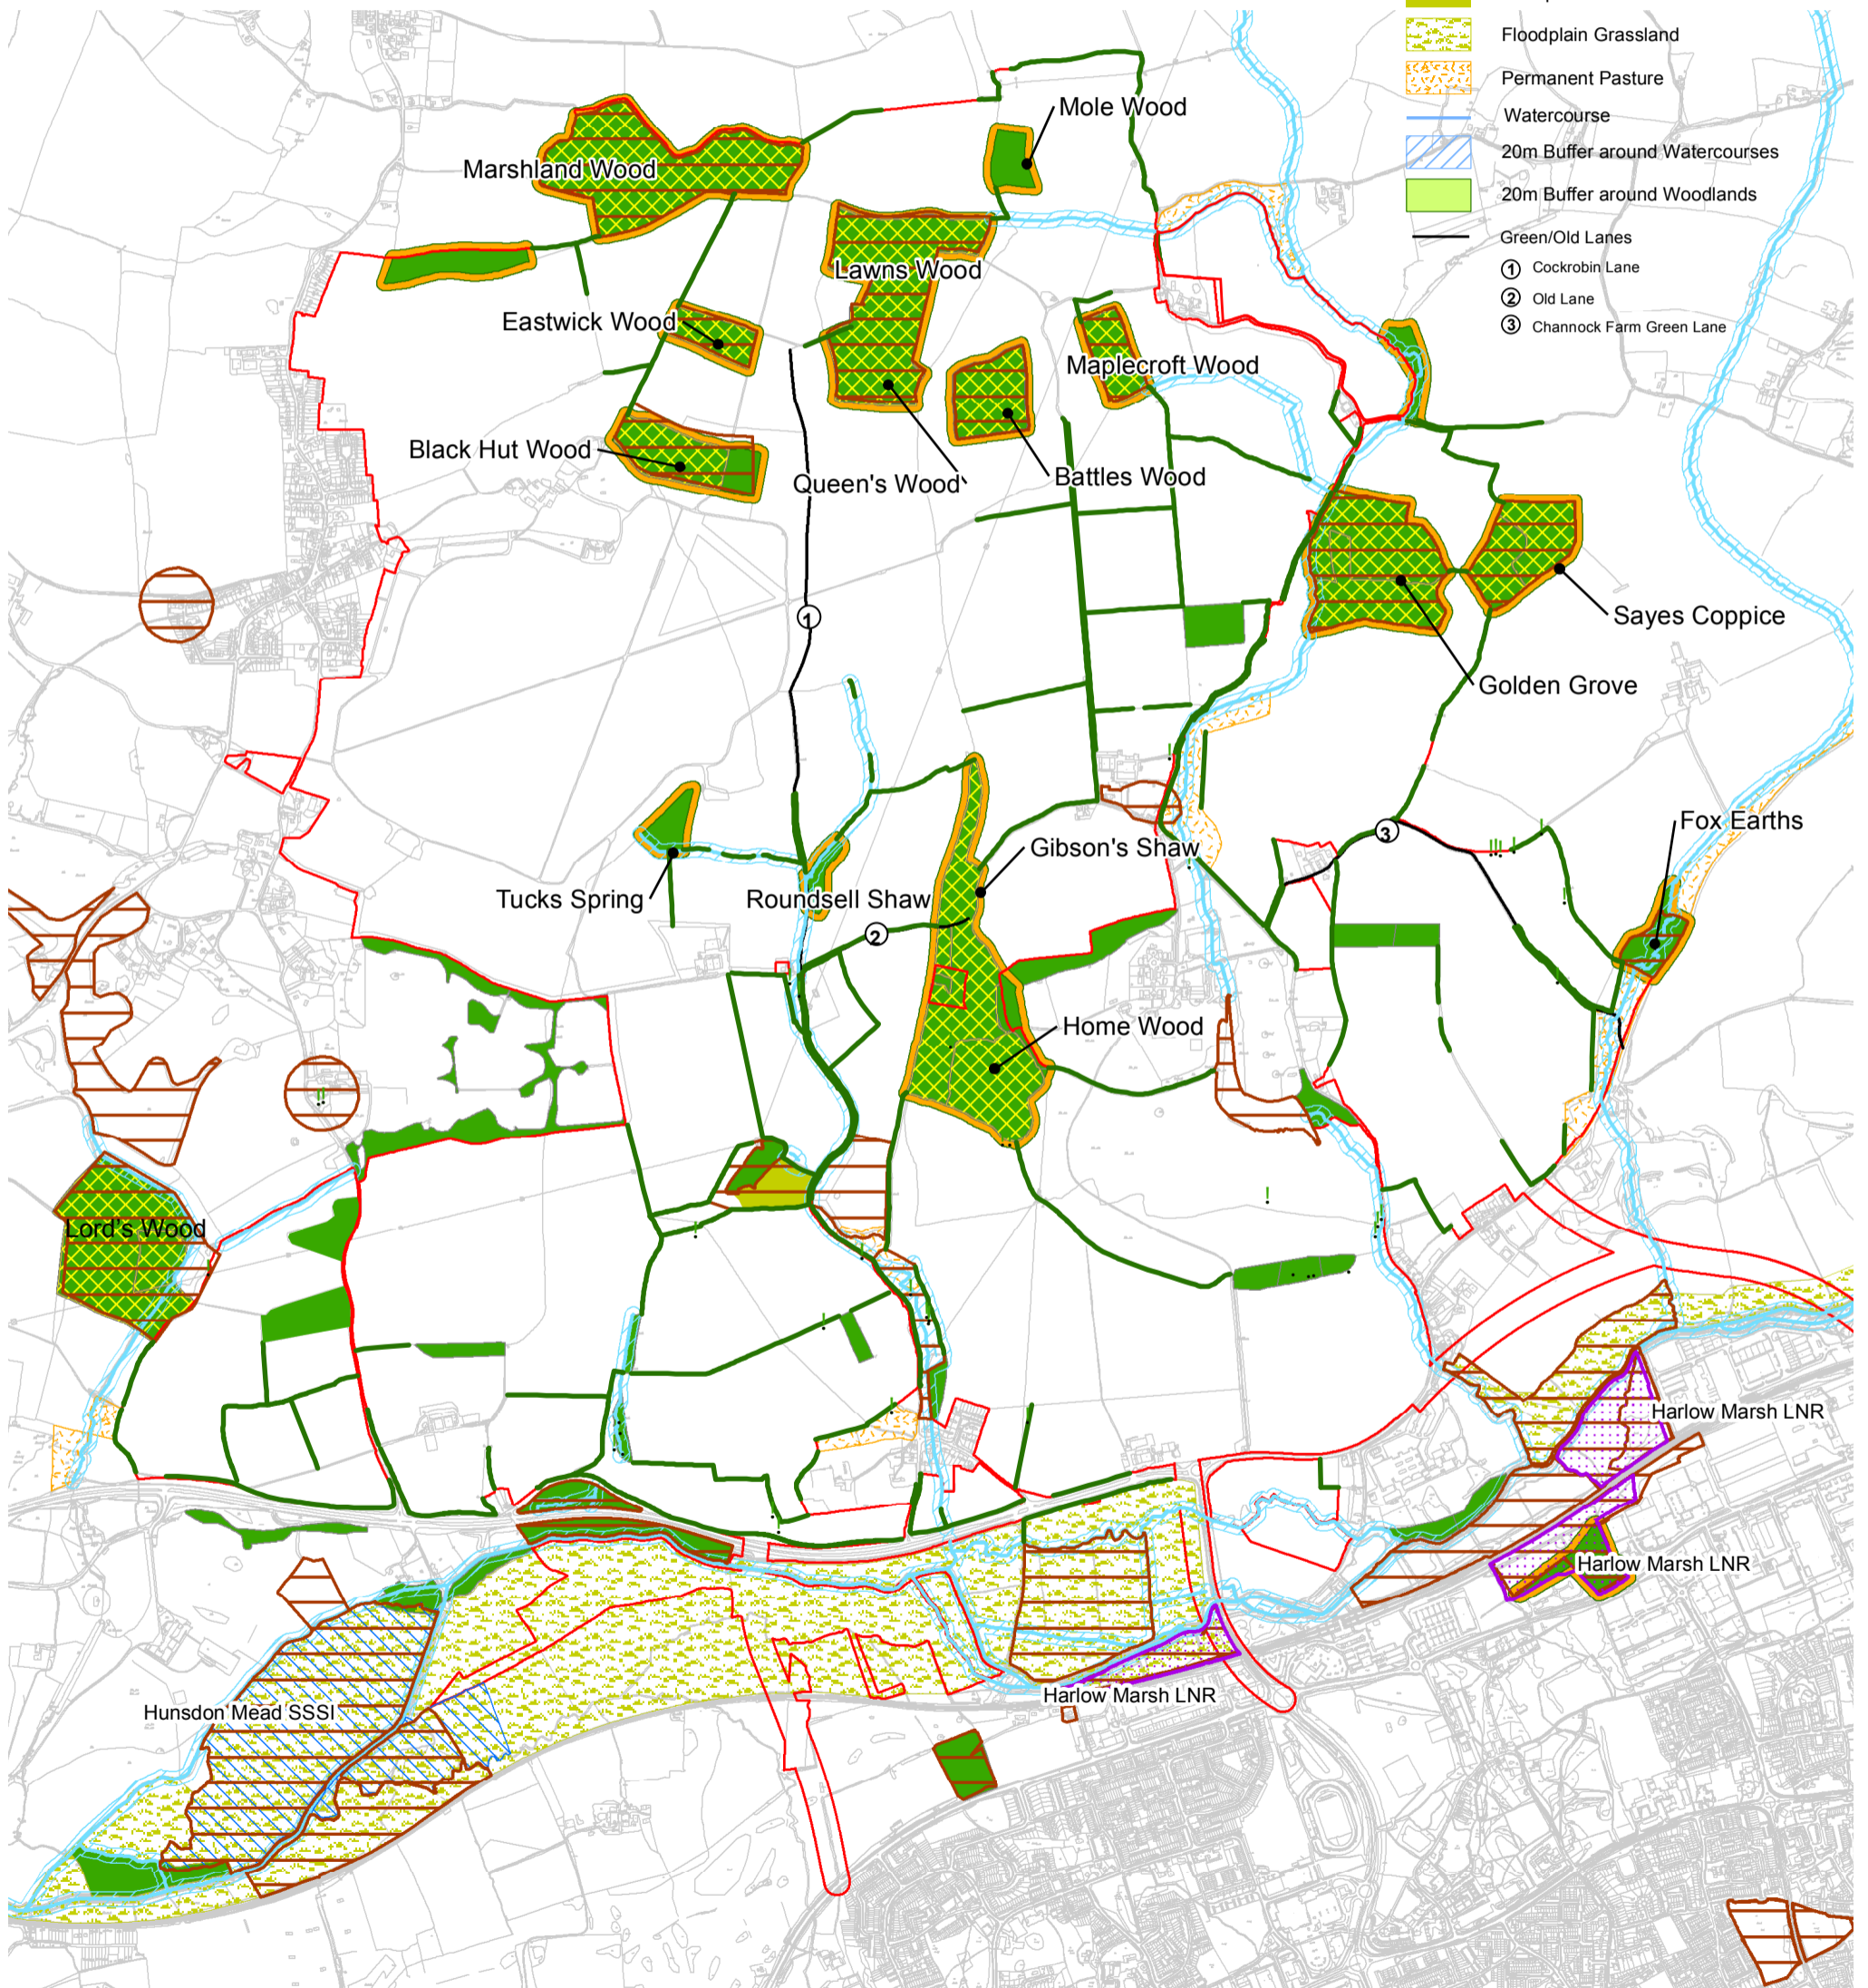 Floodplain Grassland
Permanent Pasture
Watercourse
20m Buffer around Watercourses
20m Buffer around Woodlands
Green/Old Lanes
1 Cockrobin Lane
2 Old Lane
3 Channock Farm Green Lane
Mole Wood
Marshland Wood
Lawns Wood
Eastwick Wood
Maplecroft Wood
Black Hut Wood
Queen's Wood
Battles Wood
1
Sayes Coppice
Golden Grove
Fox Earths
3
Gibson's Shaw
Tucks Spring
Roundsell Shaw
2
Home Wood
Lord's Wood
Harlow Marsh LNR
Harlow Marsh LNR
Harlow Marsh LNR
Hunsdon Mead SSSI